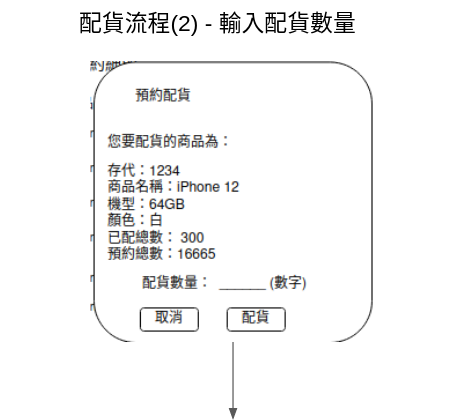 配貨流程(2) - 輸入配貨數量
預約配貨
您要配貨的商品為：
存代：1234
商品名稱：iPhone 12
機型：64GB
顏色：白
已配總數： 300
預約總數：16665
配貨數量： ______ (數字)
取消
配貨